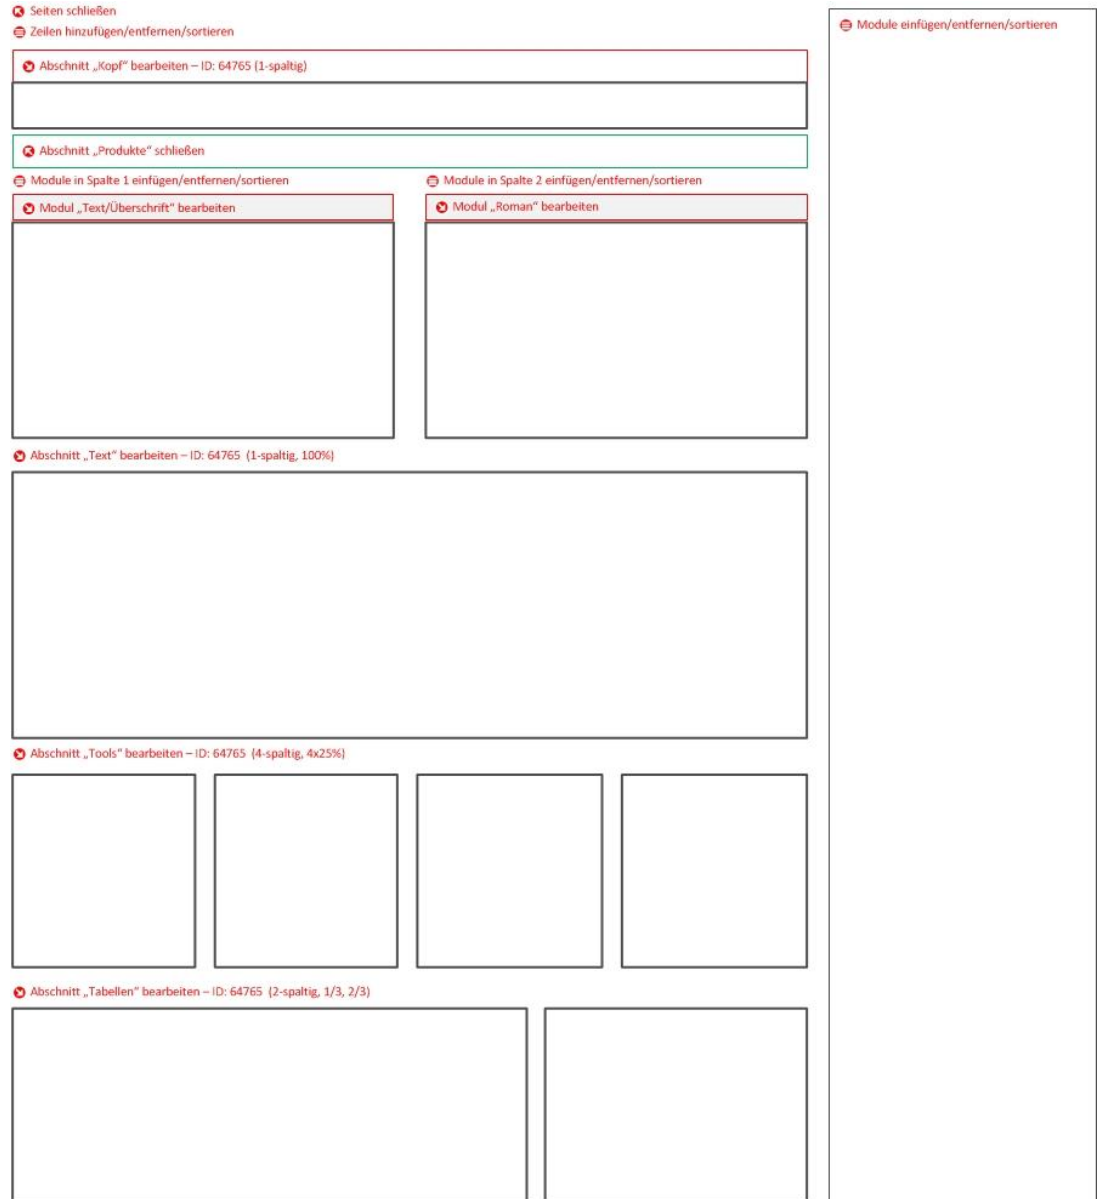 Seiten schließen
Zeilen hinzufügen/entfernen/sortieren
Abschnitt „Kopf“ bearbeiten – ID: 64765 (1-spaltig)
Abschnitt „Produkte“ schließen
Module in Spalte 1 einfügen/entfernen/sortieren
Modul „Text/Überschrift“ bearbeiten
Module in Spalte 2 einfügen/entfernen/sortieren
Modul „Roman“ bearbeiten
Abschnitt „Text“ bearbeiten – ID: 64765 (1-spaltig, 100%)
Abschnitt „Tools“ bearbeiten – ID: 64765 (4-spaltig, 4x25%)
Abschnitt „Tabellen“ bearbeiten – ID: 64765 (2-spaltig, 1/3, 2/3)
Module einfügen/entfernen/sortieren